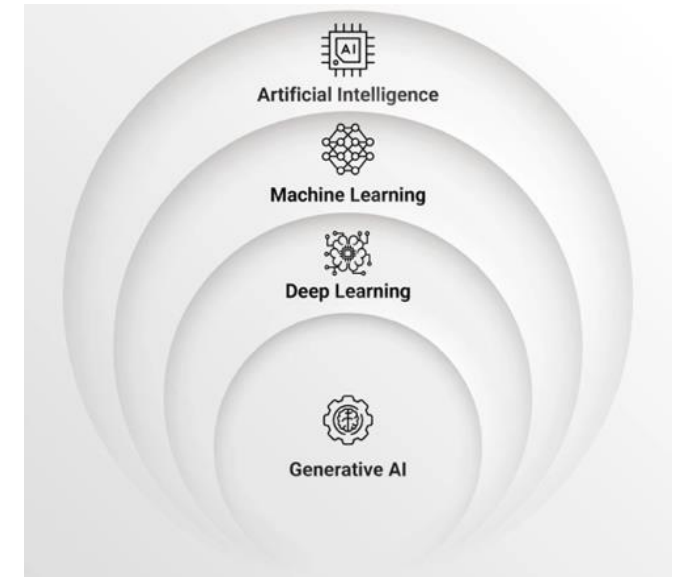 AI
Artificial Intelligence
Machine Learning
Deep Learning
Generative AI